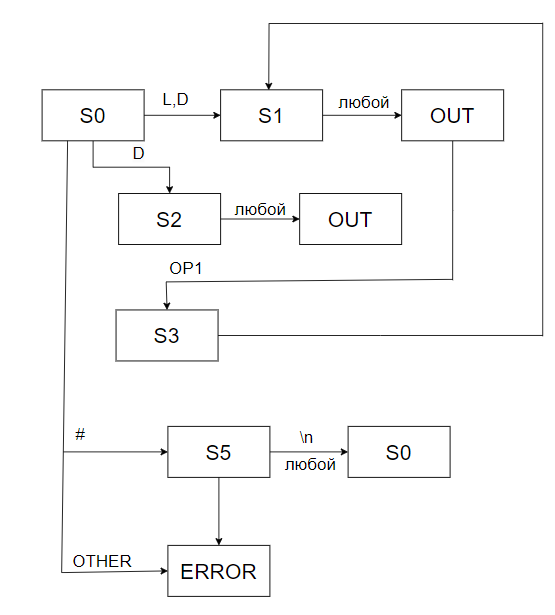 L,D
любой
S0
S1
OUT
D
любой
S2
OUT
OP1
S3
#
\n
S5
S0
любой
OTHER
ERROR